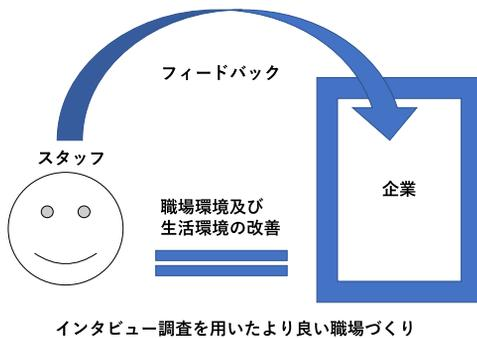 フィードバック
スタッフ
企業
職場環境及び
生活環境の改善
インタビュー調査を用いたより良い職場づくり